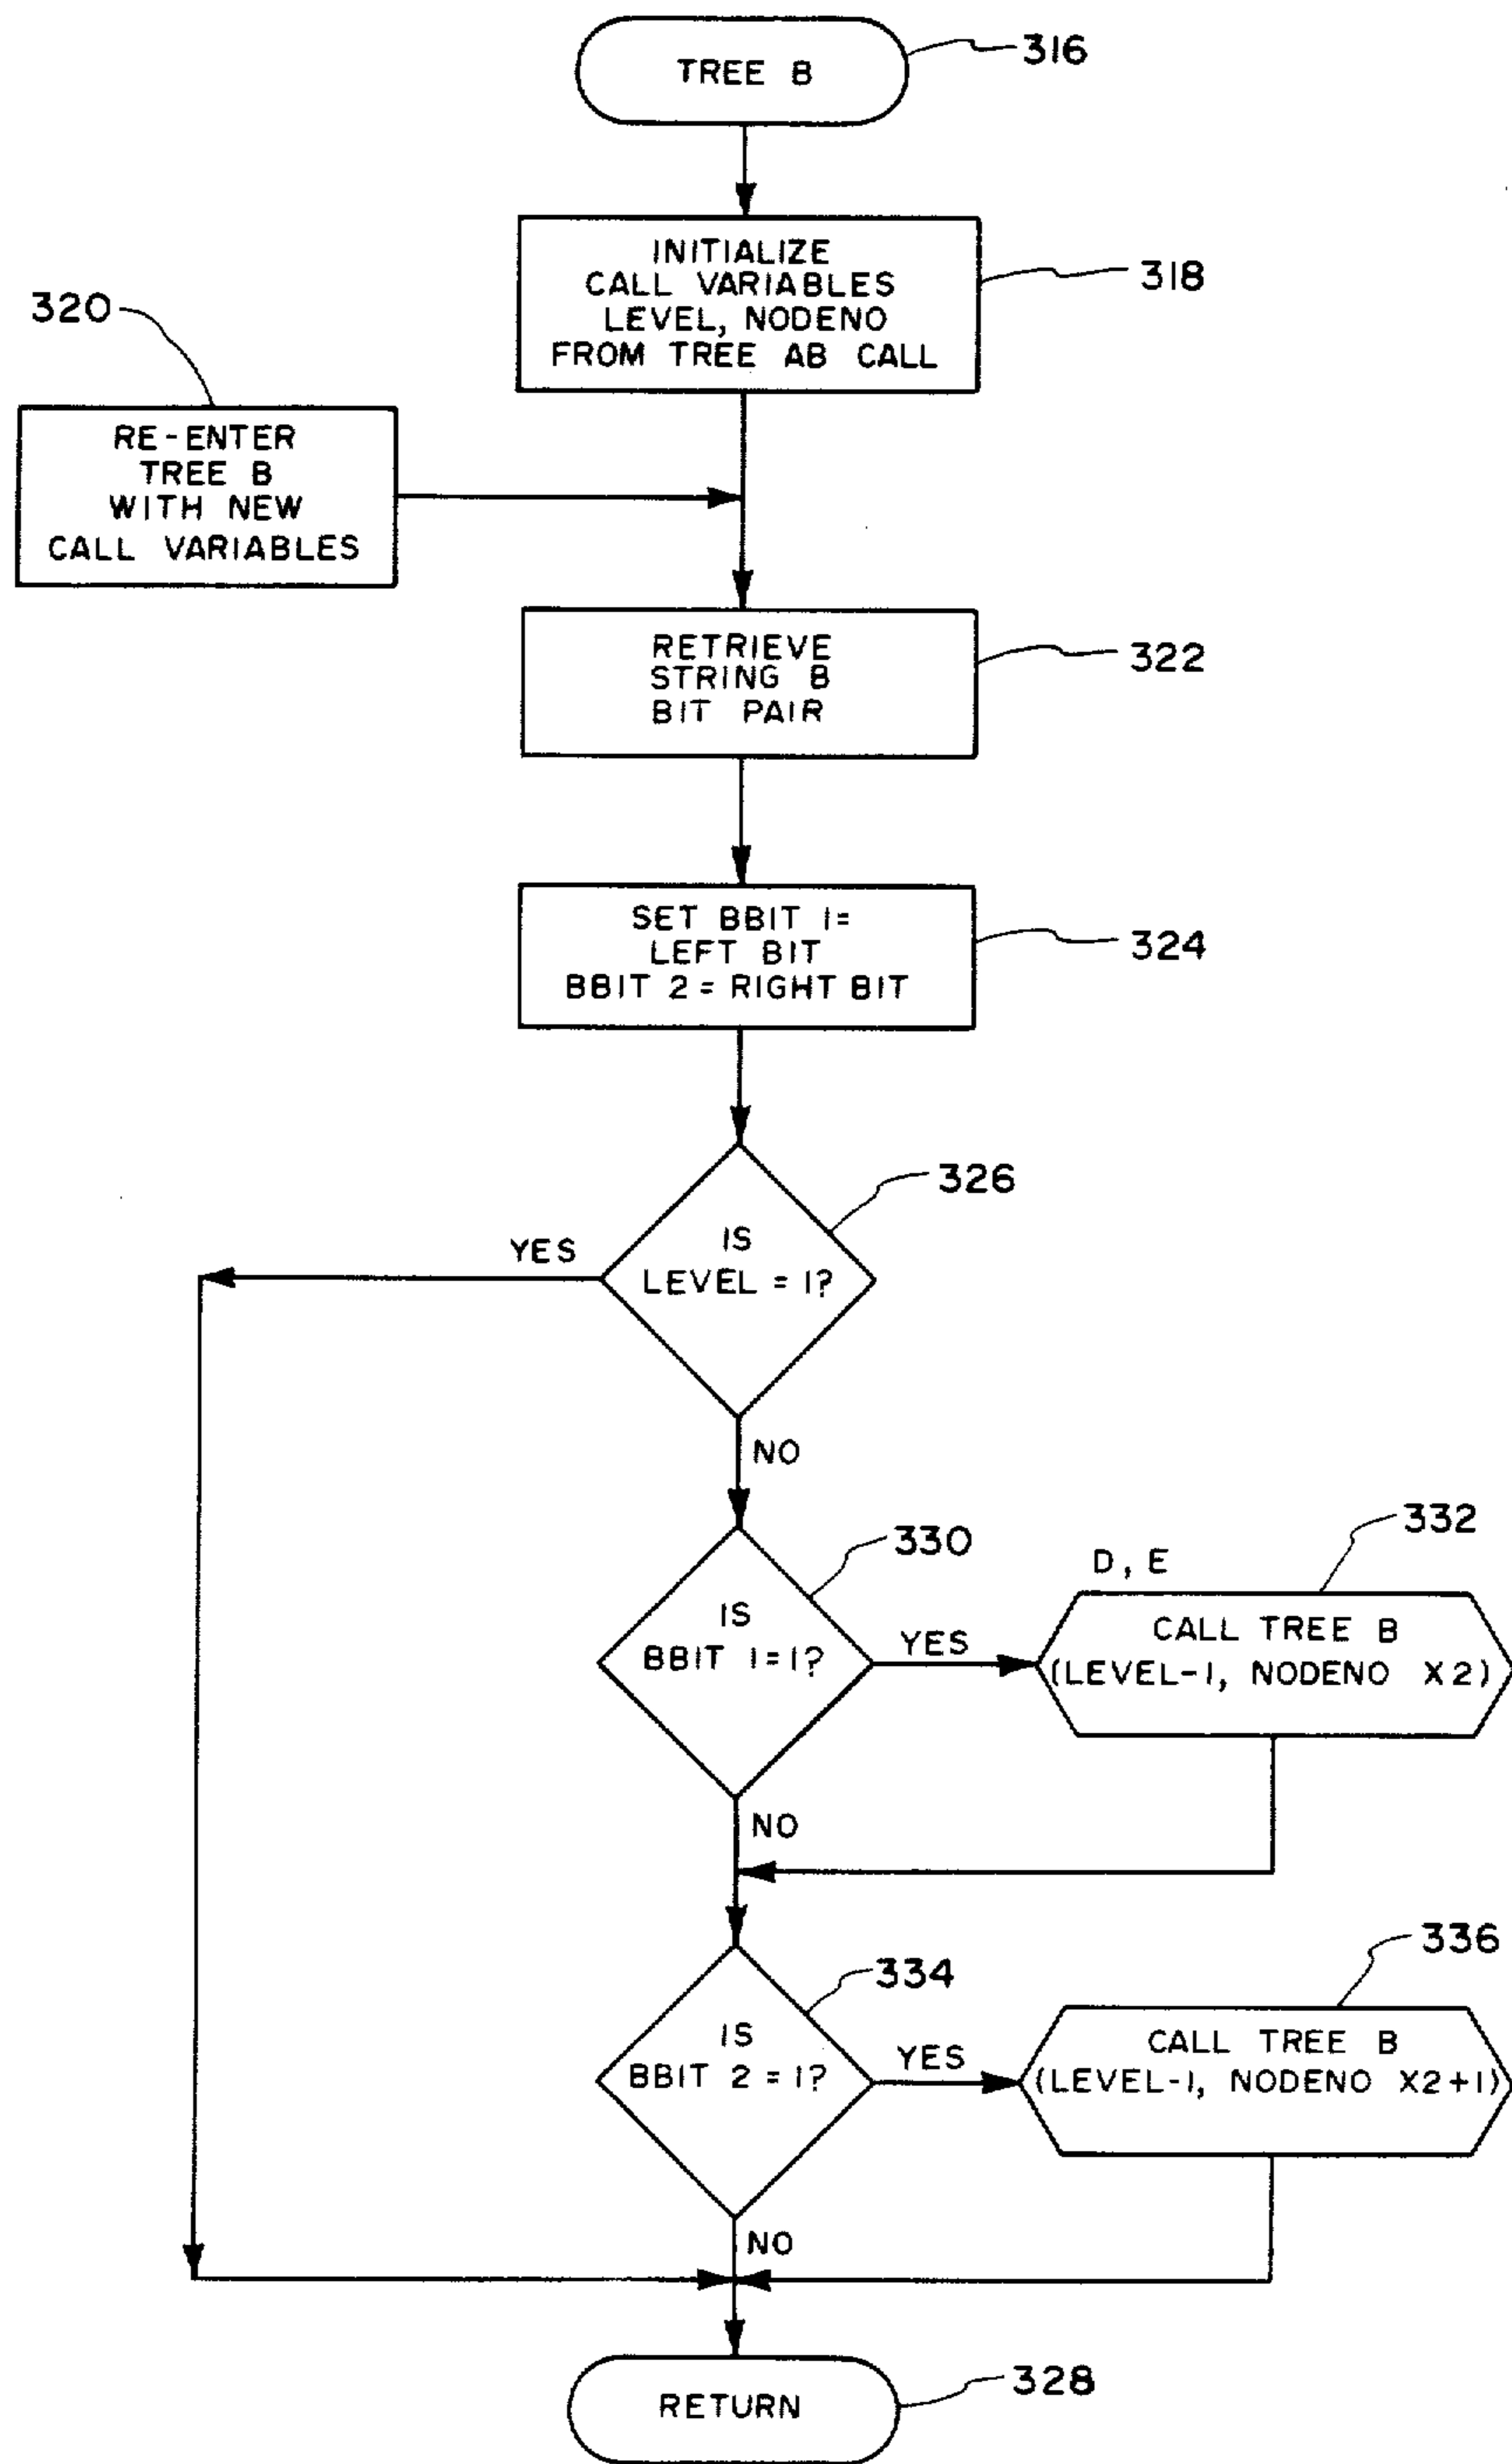 TREE B
316
INITIALIZE
CALL VARIABLES
LEVEL, NODENO
FROM TREE AB CALL
318
320
RE-ENTER
TREE B
WITH NEW
CALL VARIABLES
RETRIEVE
STRING B
BIT PAIR
322
SET BBIT 1=
LEFT BIT
BBIT 2 = RIGHT BIT
324
326
IS
LEVEL = 1?
YES
NO
330
IS
BBIT 1=1?
YES
332
D, E
CALL TREE B
(LEVEL-1, NODENO X2)
NO
334
IS
BBIT 2 = 1?
YES
336
CALL TREE B
(LEVEL-1, NODENO X2+1)
NO
RETURN
328